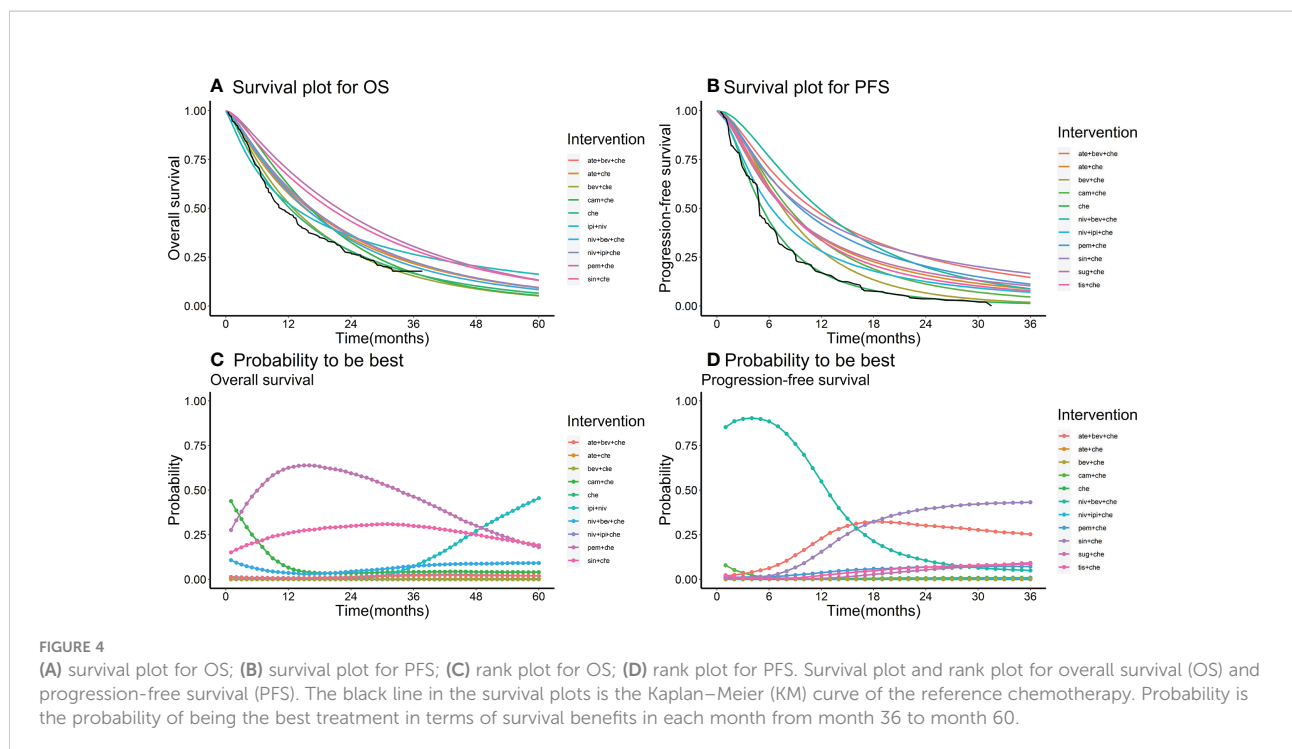 A Survival plot for OS
1.00
0.75
0.50
0.25
0.00
Overall survival
0 12 24 36 48 60
Time(months)
Intervention
ate+bev+che
ate+che
bev+che
cam+che
che
ipi+niv
niv+bev+che
niv+ipi+che
pem+che
sin+che
B Survival plot for PFS
1.00
0.75
0.50
0.25
0.00
Progression-free survival
0 6 12 18 24 30 36
Time(months)
Intervention
ate+bev+che
ate+che
bev+che
cam+che
che
niv+bev+che
niv+ipi+che
pem+che
sin+che
sug+che
tis+che
C Probability to be best
Overall survival
1.00
0.75
0.50
0.25
0.00
Probability
0 12 24 36 48 60
Time(months)
Intervention
ate+bev+che
ate+che
bev+che
cam+che
che
ipi+niv
niv+bev+che
niv+ipi+che
pem+che
sin+che
D Probability to be best
Progression-free survival
1.00
0.75
0.50
0.25
0.00
Probability
0 6 12 18 24 30 36
Time(months)
Intervention
ate+bev+che
ate+che
bev+che
cam+che
che
niv+bev+che
niv+ipi+che
pem+che
sin+che
sug+che
tis+che
FIGURE 4
(A) survival plot for OS; (B) survival plot for PFS; (C) rank plot for OS; (D) rank plot for PFS. Survival plot and rank plot for overall survival (OS) and
progression-free survival (PFS). The black line in the survival plots is the Kaplan–Meier (KM) curve of the reference chemotherapy. Probability is
the probability of being the best treatment in terms of survival benefits in each month from month 36 to month 60.